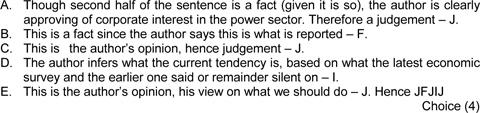 A. Though second half of the sentence is a fact (given it is so), the author is clearly
approving of corporate interest in the power sector. Therefore a judgement – J.
B. This is a fact since the author says this is what is reported – F.
C. This is the author's opinion, hence judgement – J.
D. The author infers what the current tendency is, based on what the latest economic
survey and the earlier one said or remainder silent on – I.
E. This is the author's opinion, his view on what we should do – J. Hence JFJIJ
Choice (4)